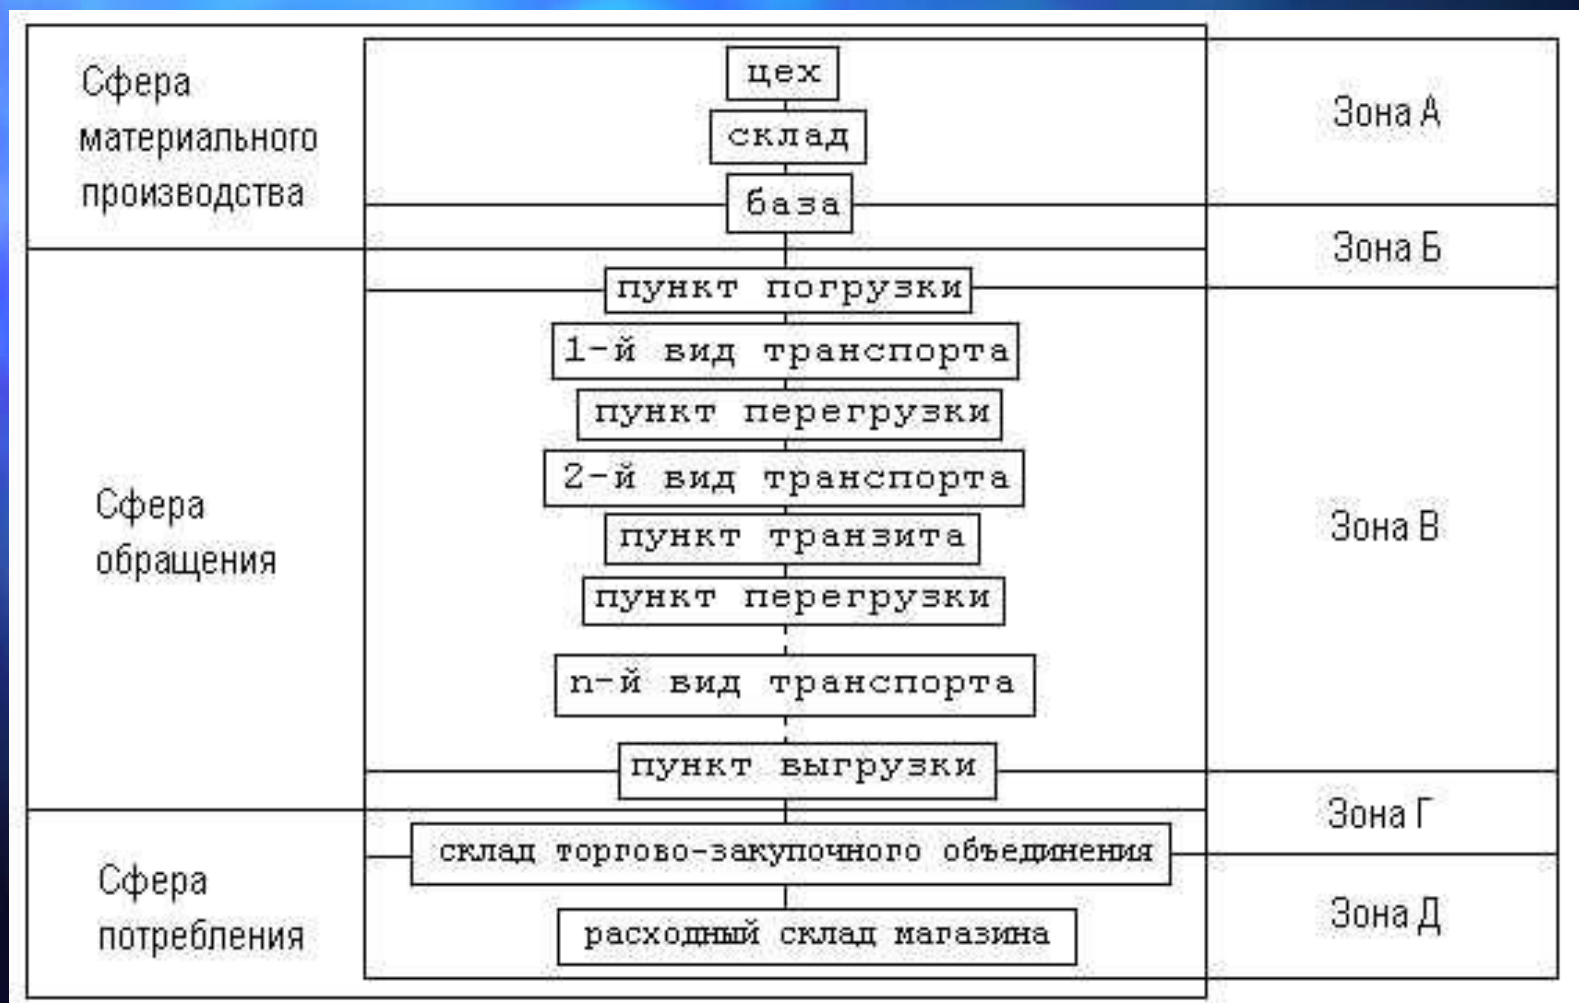 Сфера
материального
производства
цех
склад
база
Зона А
Зона Б
Сфера
обращения
пункт погрузки
1-й вид транспорта
пункт перегрузки
2-й вид транспорта
пункт транзита
пункт перегрузки
n-й вид транспорта
пункт выгрузки
Зона В
Зона Г
Сфера
потребления
склад торгово-закупочного объединения
расходный склад магазина
Зона Д